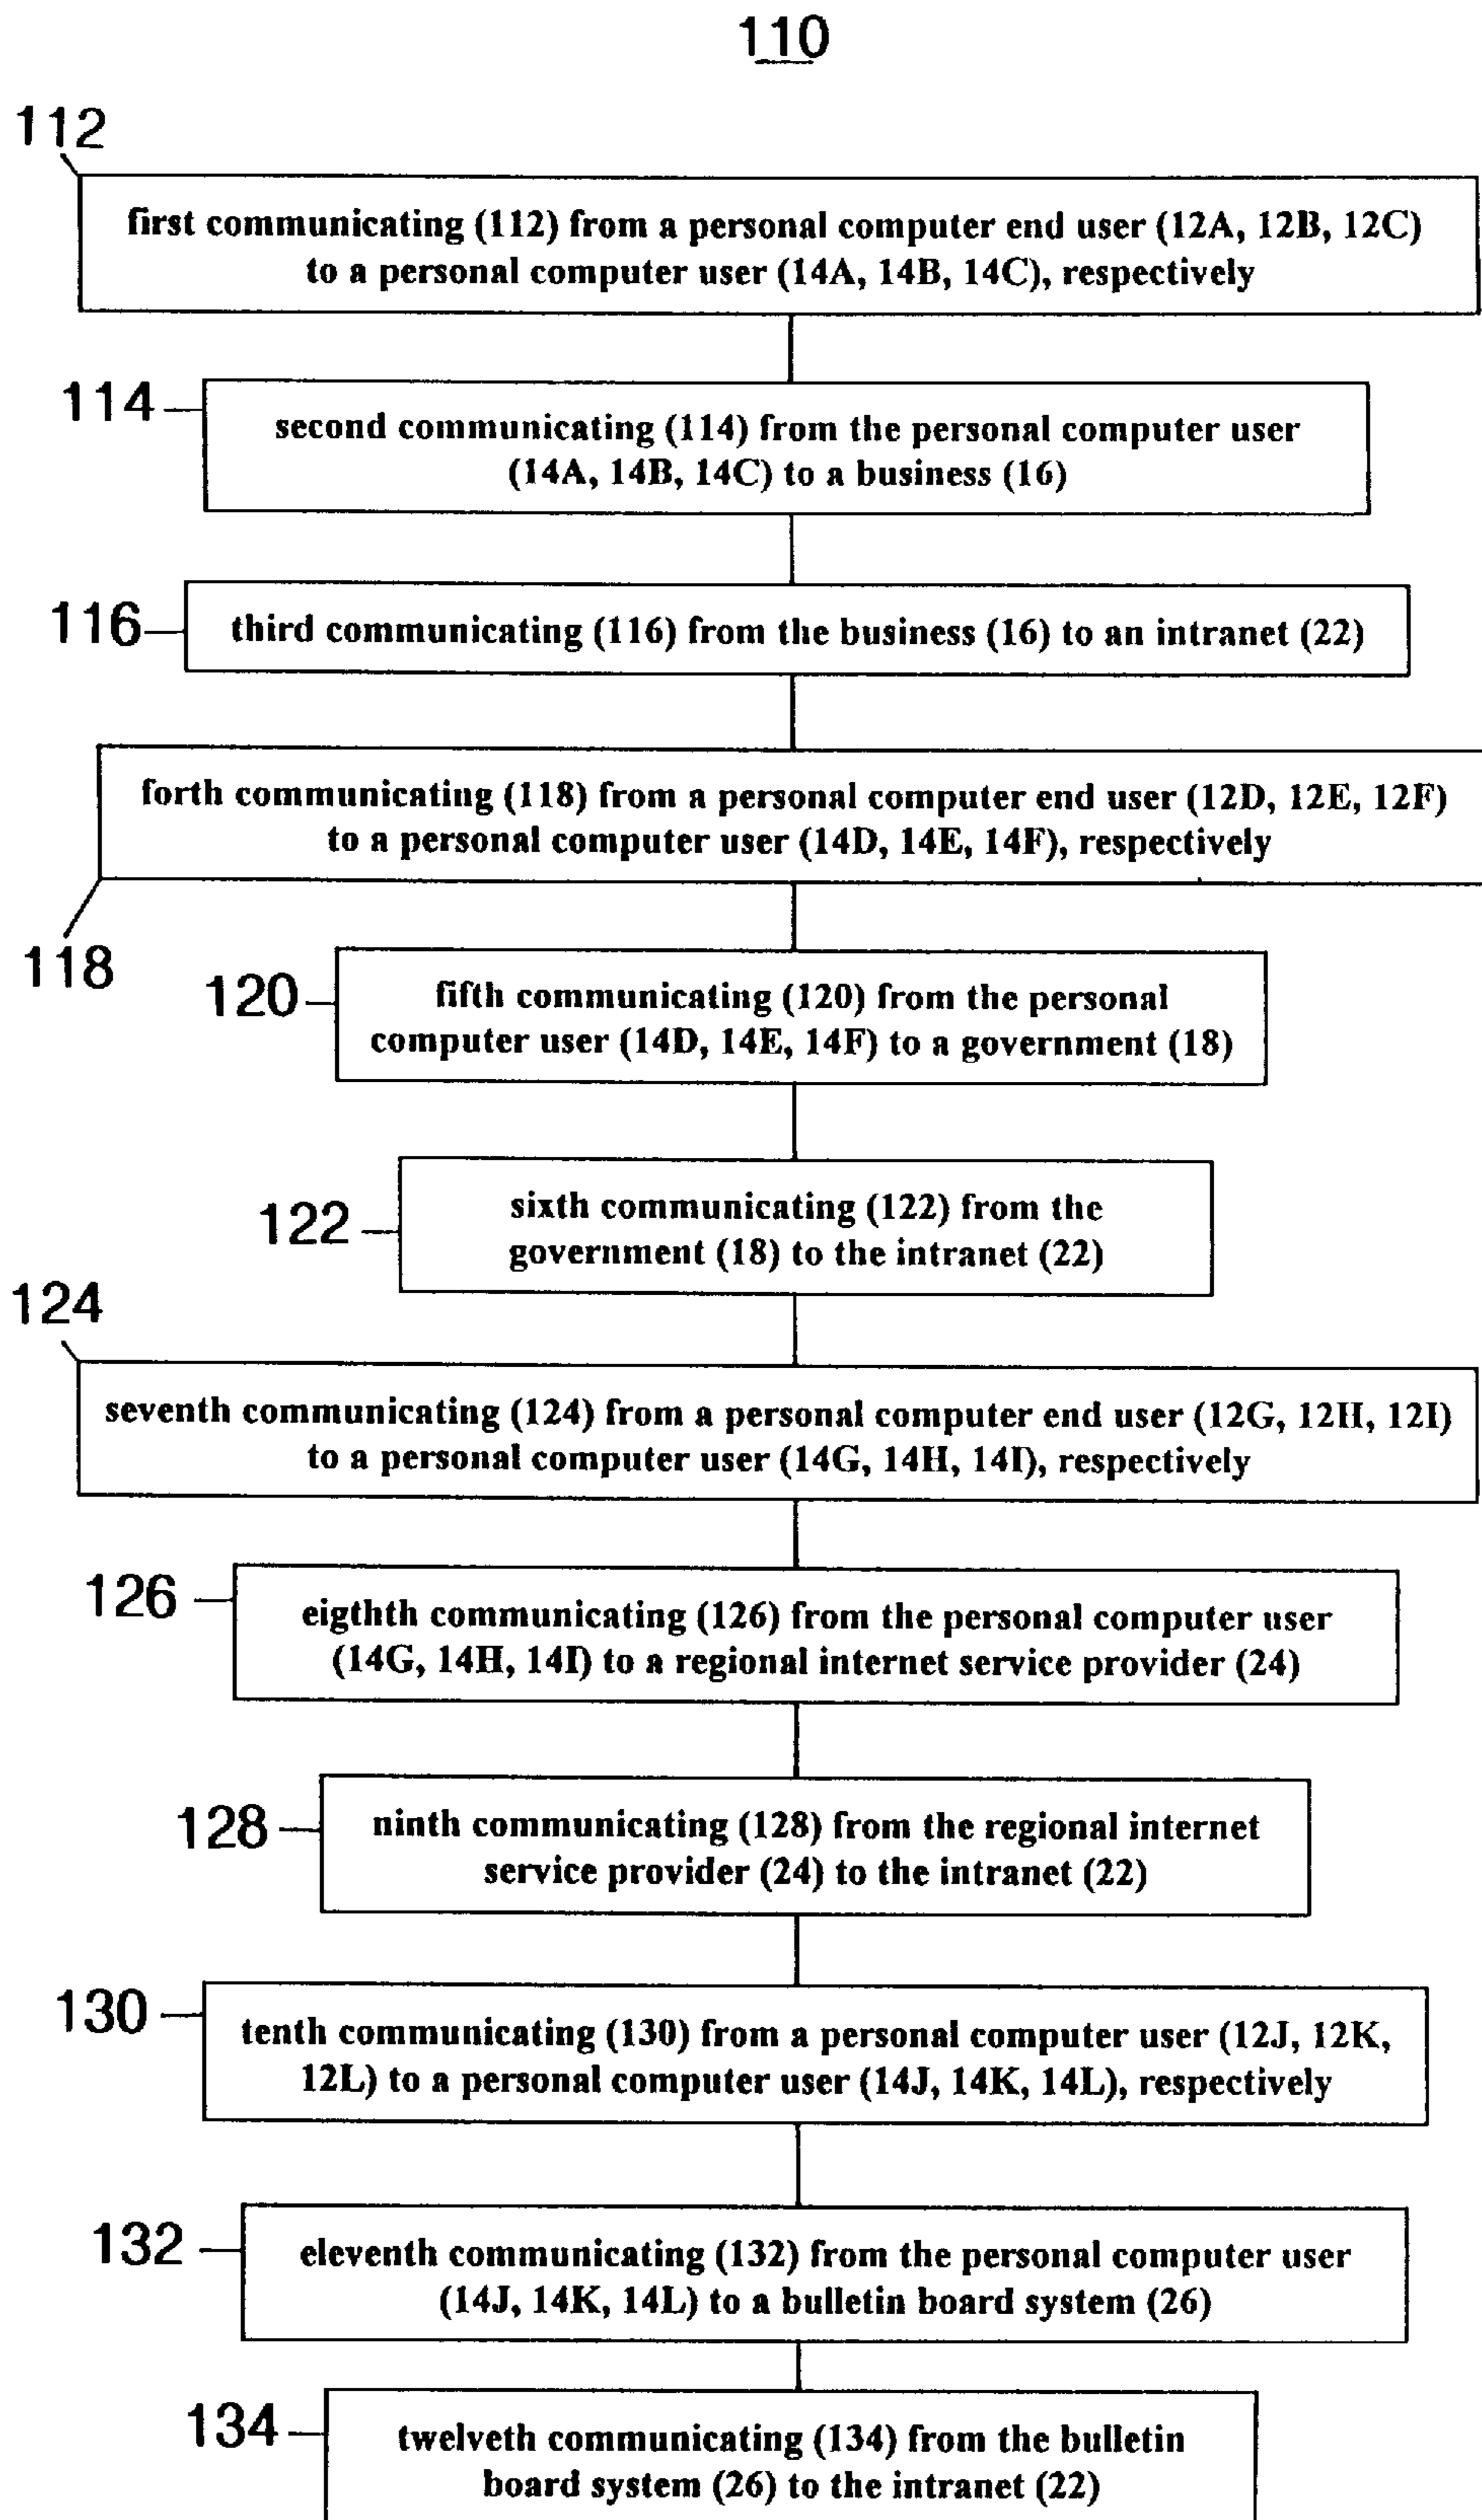 110
112
first communicating (112) from a personal computer end user (12A, 12B, 12C)
to a personal computer user (14A, 14B, 14C), respectively
114
second communicating (114) from the personal computer user
(14A, 14B, 14C) to a business (16)
116
third communicating (116) from the business (16) to an intranet (22)
forth communicating (118) from a personal computer end user (12D, 12E, 12F)
to a personal computer user (14D, 14E, 14F), respectively
118
120
fifth communicating (120) from the personal
computer user (14D, 14E, 14F) to a government (18)
122
sixth communicating (122) from the
government (18) to the intranet (22)
124
seventh communicating (124) from a personal computer end user (12G, 12H, 12I)
to a personal computer user (14G, 14H, 14I), respectively
126
eigthth communicating (126) from the personal computer user
(14G, 14H, 14I) to a regional internet service provider (24)
128
ninth communicating (128) from the regional internet
service provider (24) to the intranet (22)
130
tenth communicating (130) from a personal computer user (12J, 12K,
12L) to a personal computer user (14J, 14K, 14L), respectively
132
eleventh communicating (132) from the personal computer user
(14J, 14K, 14L) to a bulletin board system (26)
134
twelveth communicating (134) from the bulletin
board system (26) to the intranet (22)